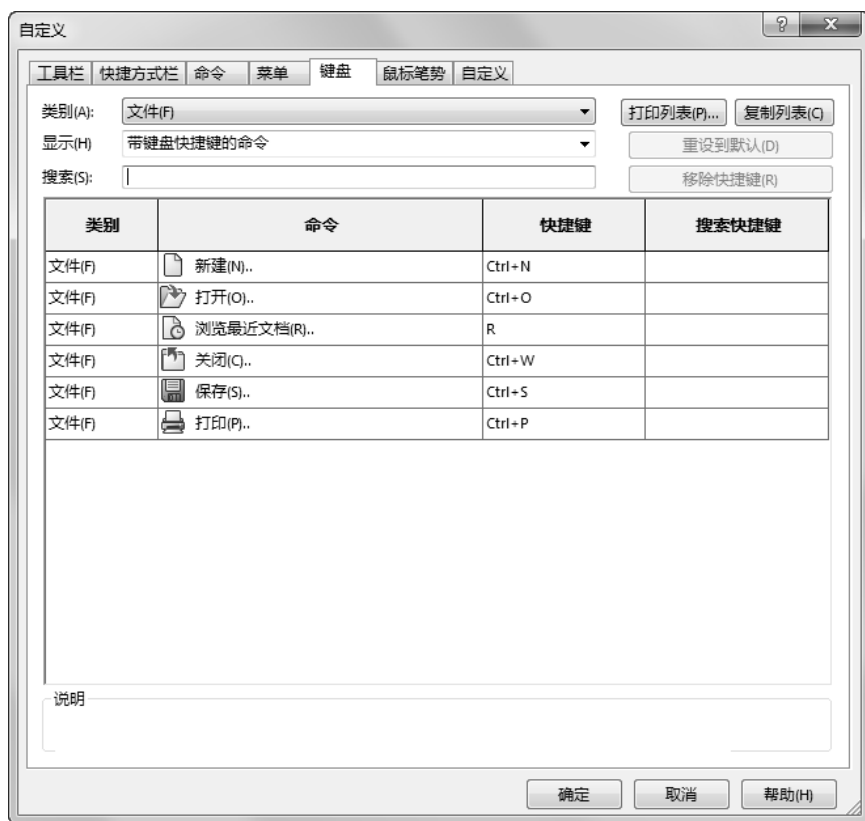 自定义
工具栏 快捷方式栏 命令 菜单 键盘 鼠标笔势 自定义
类别(A): 文件(F) 打印列表(P)... 复制列表(C)
显示(H) 带键盘快捷键的命令 重设到默认(D)
搜索(S): 移除快捷键(R)
类别 命令 快捷键 搜索快捷键
文件(F) 新建(N).. Ctrl+N
文件(F) 打开(O).. Ctrl+O
文件(F) 浏览最近文档(R).. R
文件(F) 关闭(C).. Ctrl+W
文件(F) 保存(S).. Ctrl+S
文件(F) 打印(P).. Ctrl+P
说明
确定 取消 帮助(H)